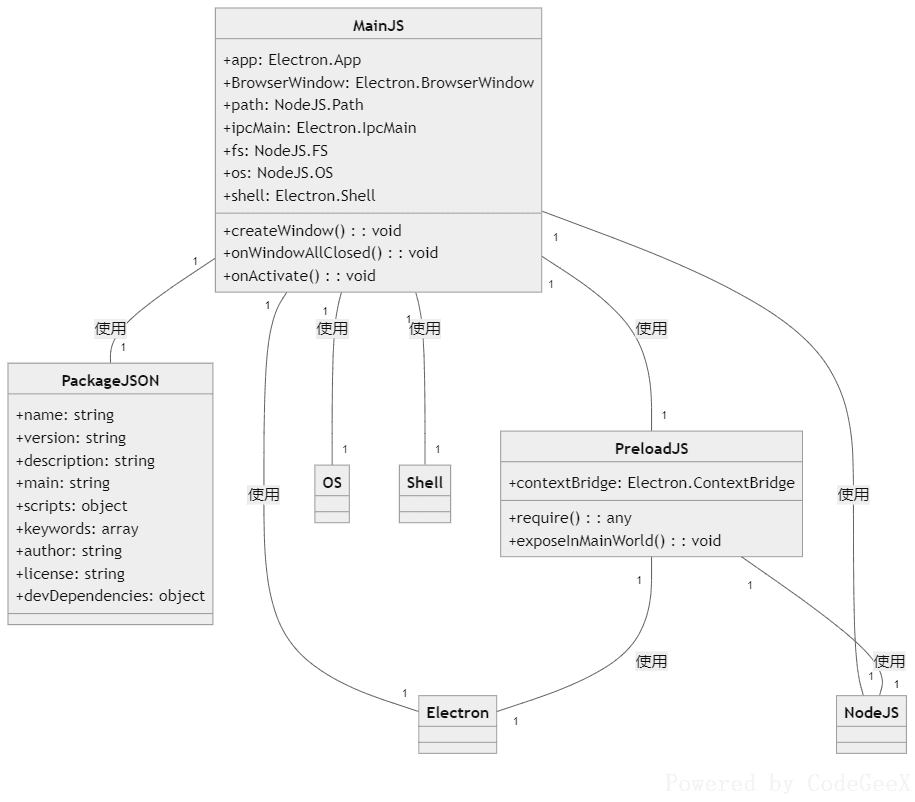 MainJS
+app: Electron.App
+BrowserWindow: Electron.BrowserWindow
+path: NodeJS.Path
+ipcMain: Electron.IpcMain
+fs: NodeJS.FS
+os: NodeJS.OS
+shell: Electron.Shell
+createWindow() : : void
+onWindowAllClosed() : : void
+onActivate() : : void
1
1
1
1
1
1
使用
使用
使用
使用
1
PackageJSON
+name: string
+version: string
+description: string
+main: string
+scripts: object
+keywords: array
+author: string
+license: string
+devDependencies: object
1
1
1
OS
Shell
PreloadJS
+contextBridge: Electron.ContextBridge
+require() : : any
+exposeInMainWorld() : : void
使用
使用
1
1
使用
使用
1
1
1
1
Electron
NodeJS
Powered by CodeGeeX